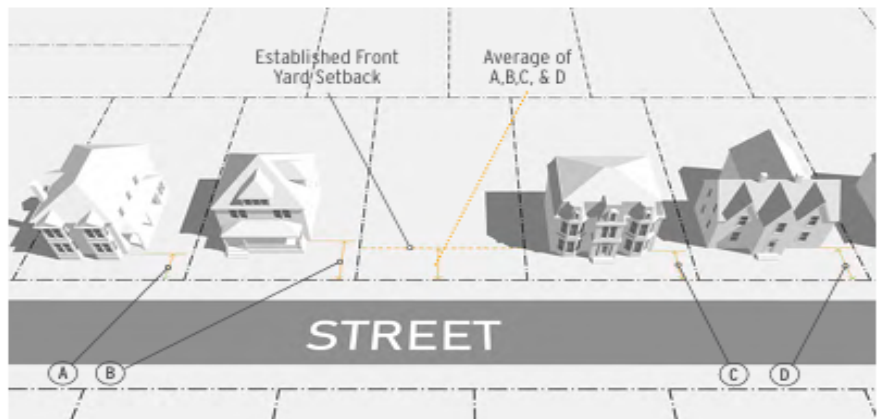 Established Front
Yard Setback
Average of
A,B,C, & D
STREET
A
B
C
D